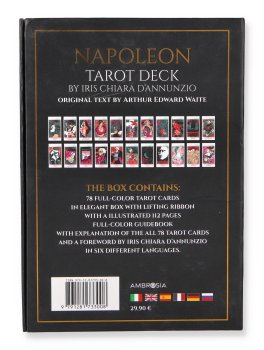 NAPOLEON
TAROT DECK
BY IRIS CHIARA D'ANNUNZIO
ORIGINAL TEXT BY ARTHUR EDWARD WAITE
THE BOX CONTAINS:
78 FULL-COLOR TAROT CARDS
IN ELEGANT BOX WITH LIFTING RIBBON
WITH A ILLUSTRATED 112 PAGES
FULL-COLOR GUIDEBOOK
WITH EXPLANATION OF THE ALL 78 TAROT CARDS
AND A FOREWORD BY IRIS CHIARA D'ANNUNZIO
IN SIX DIFFERENT LANGUAGES.
AMBROSIA
29,90 €